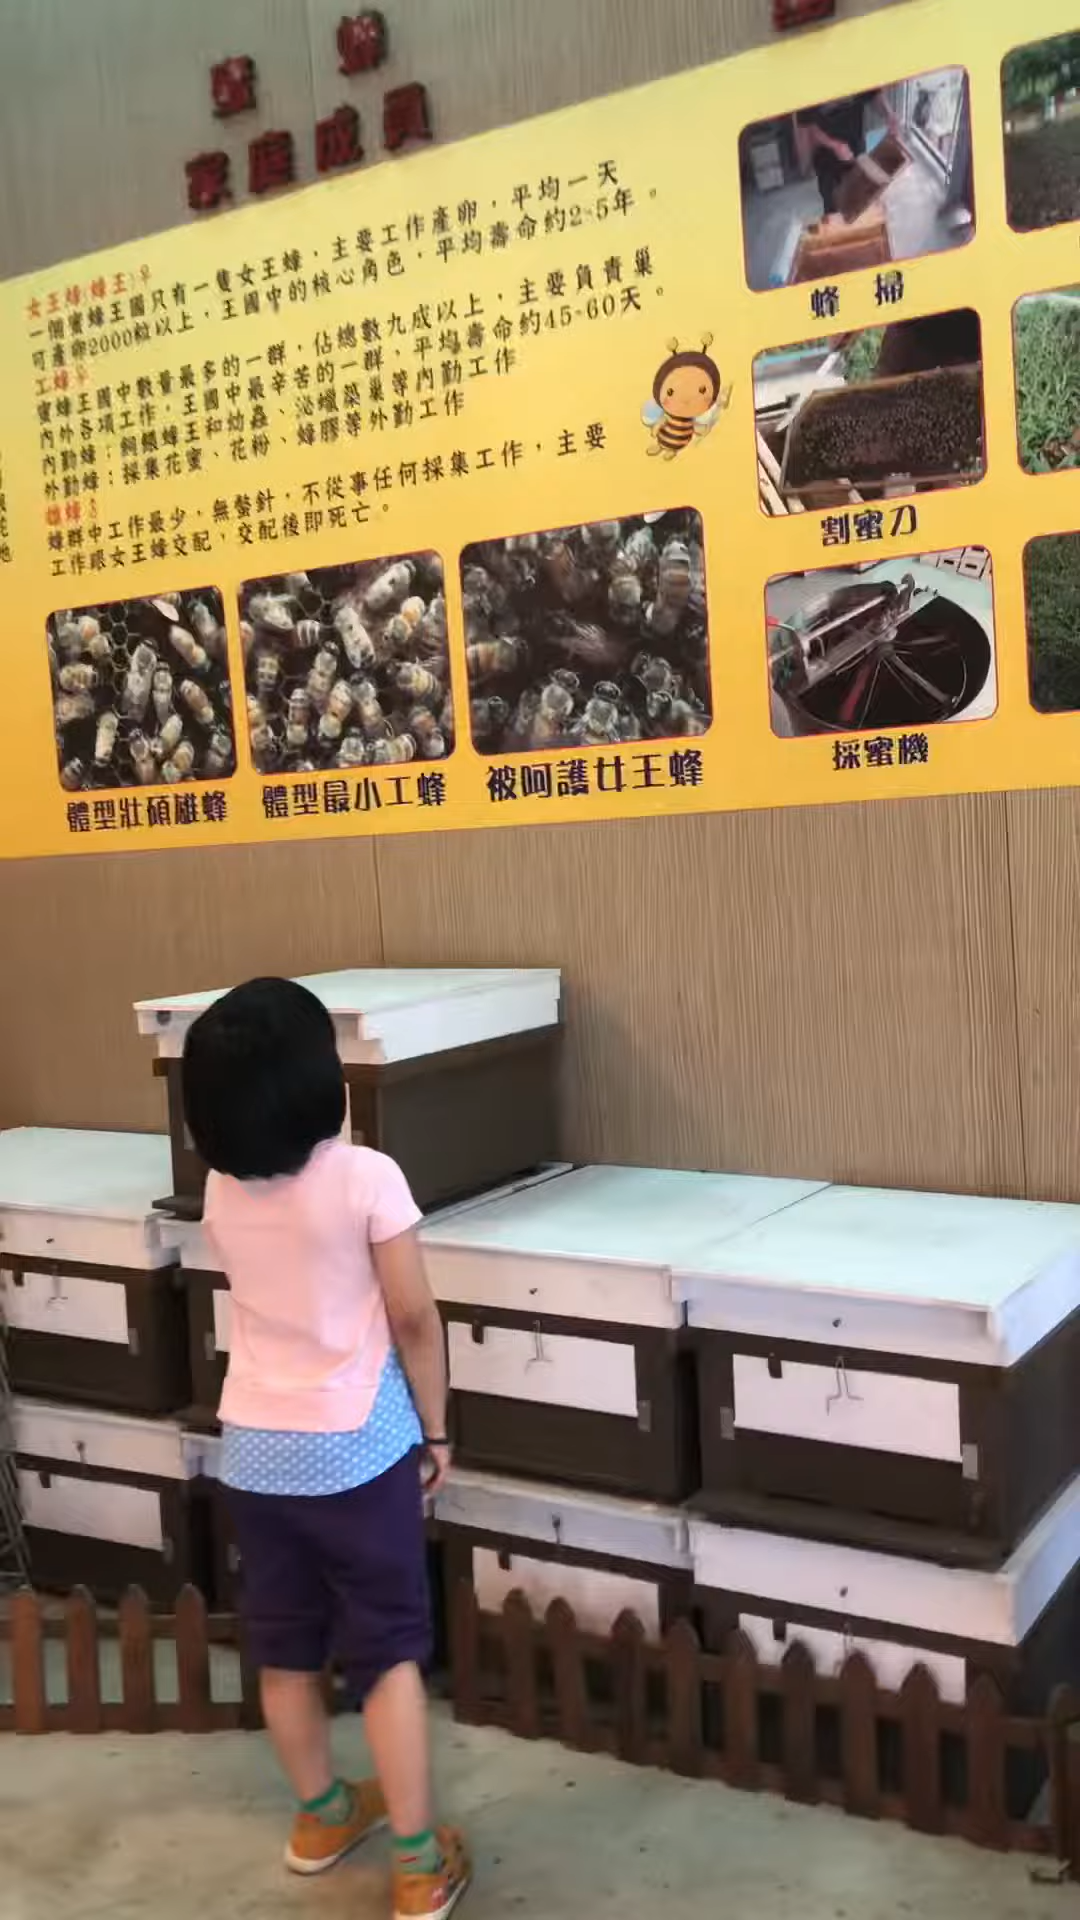 蜜蜂
家庭成員
女王蜂(蜂王)♀
一個蜜蜂王國只有一隻女王蜂，主要工作產卵，平均一天
可產卵2000粒以上，王國中的核心角色，平均壽命約2~5年。
工蜂♀
蜜蜂王國中數量最多的一群，佔總數九成以上，主要負責巢
內外各項工作，王國中最辛苦的一群，平均壽命約45-60天。
內勤蜂：飼餵蜂王和幼蟲、泌蠟築巢等內勤工作
外勤蜂：採集花蜜、花粉、蜂膠等外勤工作
雄蜂♂
蜂群中工作最少，無螫針，不從事任何採集工作，主要
工作跟女王蜂交配，交配後即死亡。
體型壯碩雄蜂
體型最小工蜂
被呵護女王蜂
蜂掃
割蜜刀
採蜜機
地